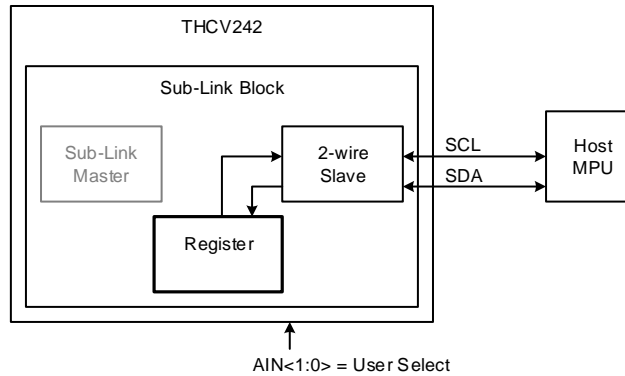 THCV242
Sub-Link Block
Sub-Link
Master
2-wire
Slave
SCL
SDA
Host
MPU
Register
AIN<1:0> = User Select